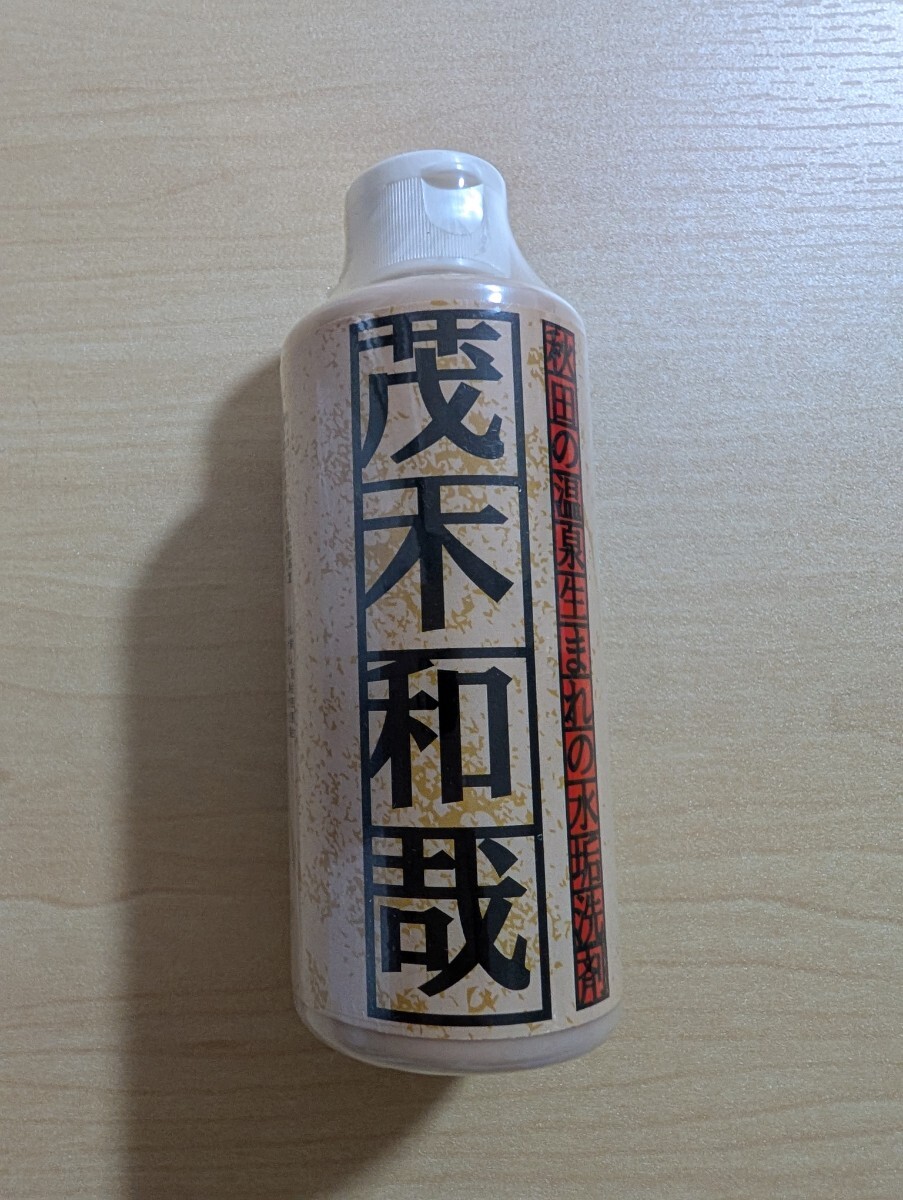 秋田の温泉生まれの水垢洗剤
茂木和哉